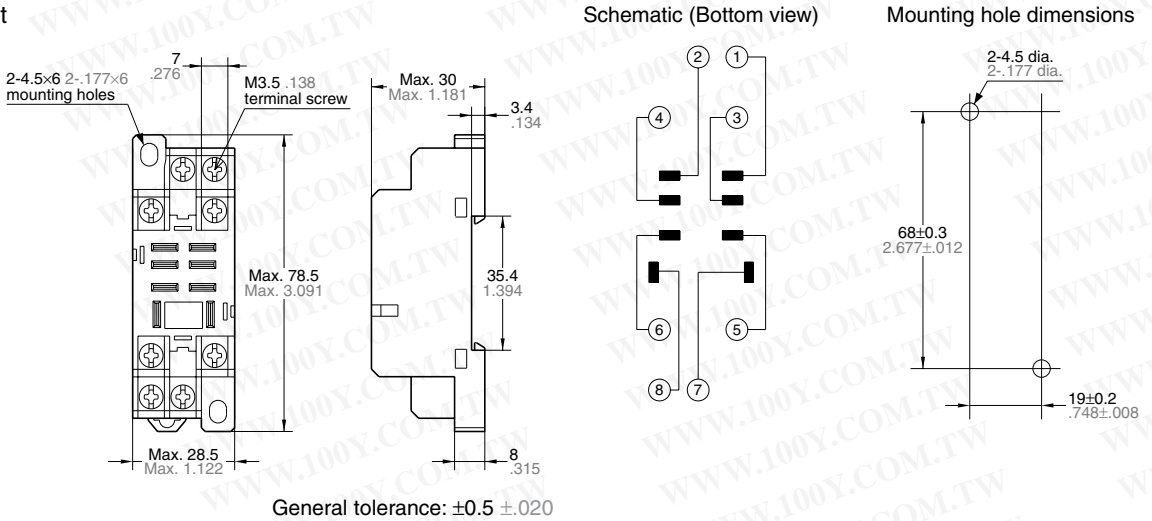 t
Schematic (Bottom view)
Mounting hole dimensions
2-4.5×6 2-.177×6
mounting holes
7
.276
M3.5 .138
terminal screw
Max. 78.5
Max. 3.091
Max. 28.5
Max. 1.122
Max. 30
Max. 1.181
3.4
.134
35.4
1.394
8
.315
General tolerance: ±0.5 ±.020
2 1
4 3
6 5
8 7
2-4.5 dia.
2-.177 dia.
68±0.3
2.677±.012
19±0.2
.748±.008
WWW.100Y.COM.TW